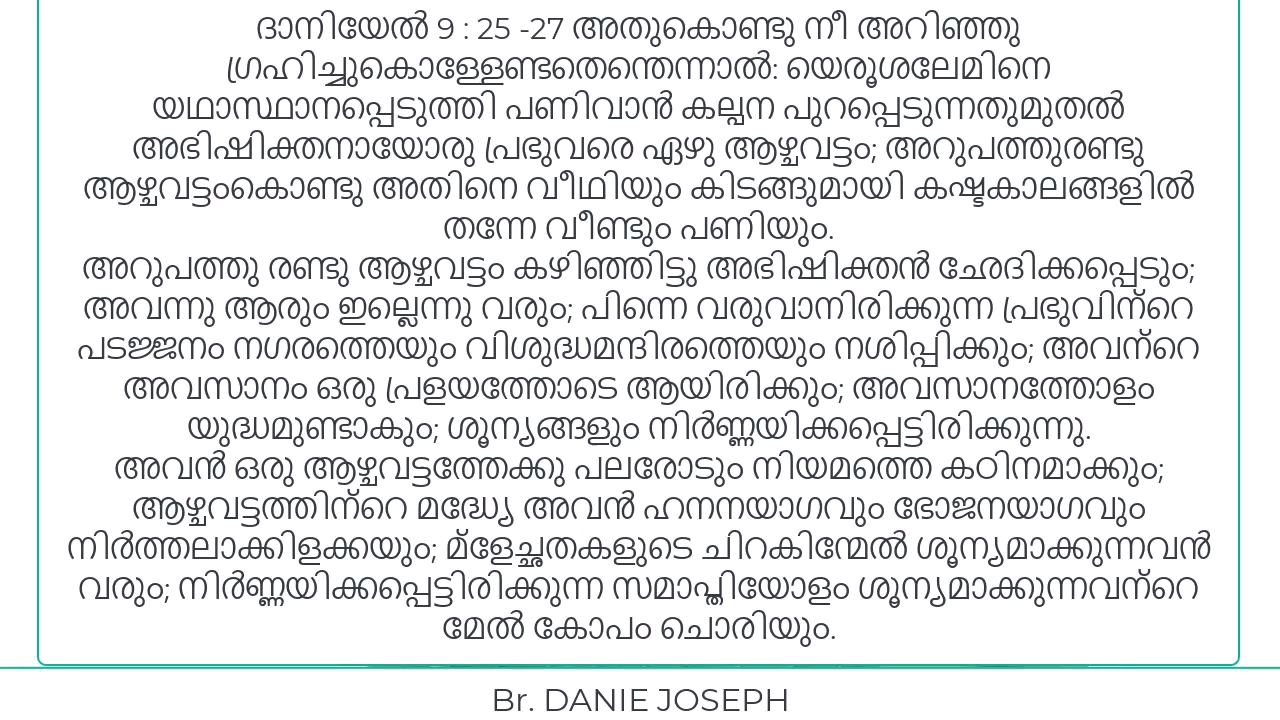 ദാനിയേൽ 9 : 25 -27 അതുകൊണ്ടു നീ അറിഞ്ഞു
ഗ്രഹിച്ചുകൊള്ളേണ്ടതെന്തെന്നാൽ: യെരൂശലേമിനെ
യഥാസ്ഥാനപ്പെടുത്തി പണിവാൻ കല്പന പുറപ്പെടുന്നതുമുതൽ
അഭിഷിക്തനായോരു പ്രഭുവരെ ഏഴു ആഴ്ചവട്ടം; അറുപത്തുരണ്ടു
ആഴ്ചവട്ടംകൊണ്ടു അതിനെ വീഥിയും കിടങ്ങുമായി കഷ്ടകാലങ്ങളിൽ
തന്നേ വീണ്ടും പണിയും.
അറുപത്തു രണ്ടു ആഴ്ചവട്ടം കഴിഞ്ഞിട്ടു അഭിഷിക്തൻ ഛേദിക്കപ്പെടും;
അവന്നു ആരും ഇല്ലെന്നു വരും; പിന്നെ വരുവാനിരിക്കുന്ന പ്രഭുവിന്റെ
പടജ്ജനം നഗരത്തെയും വിശുദ്ധമന്ദിരത്തെയും നശിപ്പിക്കും; അവന്റെ
അവസാനം ഒരു പ്രളയത്തോടെ ആയിരിക്കും; അവസാനത്തോളം
യുദ്ധമുണ്ടാകും; ശൂന്യങ്ങളും നിർണ്ണയിക്കപ്പെട്ടിരിക്കുന്നു.
അവൻ ഒരു ആഴ്ചവട്ടത്തേക്കു പലരോടും നിയമത്തെ കഠിനമാക്കും;
ആഴ്ചവട്ടത്തിന്റെ മദ്ധ്യേ അവൻ ഹനനയാഗവും ഭോജനയാഗവും
നിർത്തലാക്കിളക്കയും; മ്ളേച്ഛതകളുടെ ചിറകിന്മേൽ ശൂന്യമാക്കുന്നവൻ
വരും; നിർണ്ണയിക്കപ്പെട്ടിരിക്കുന്ന സമാപ്തിയോളം ശൂന്യമാക്കുന്നവന്റെ
മേൽ കോപം ചൊരിയും.
Br. DANIE JOSEPH